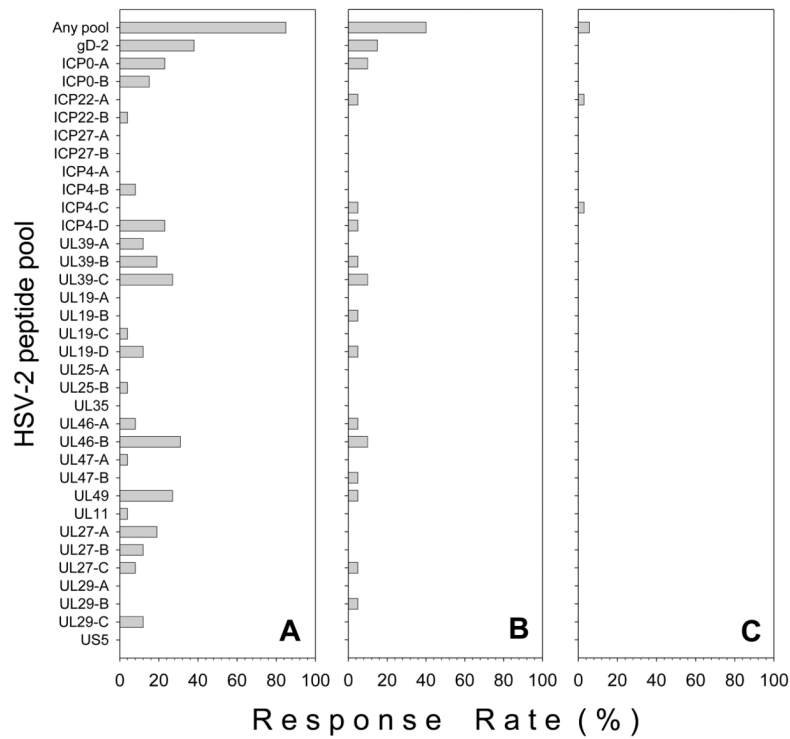 HSV-2 peptide pool
Any pool
gD-2
ICP0-A
ICP0-B
ICP22-A
ICP22-B
ICP27-A
ICP27-B
ICP4-A
ICP4-B
ICP4-C
ICP4-D
UL39-A
UL39-B
UL39-C
UL19-A
UL19-B
UL19-C
UL19-D
UL25-A
UL25-B
UL35
UL46-A
UL46-B
UL47-A
UL47-B
UL49
UL11
UL27-A
UL27-B
UL27-C
UL29-A
UL29-B
UL29-C
US5
A B C
0 20 40 60 80 100 0 20 40 60 80 100 0 20 40 60 80 100
Response Rate (%)